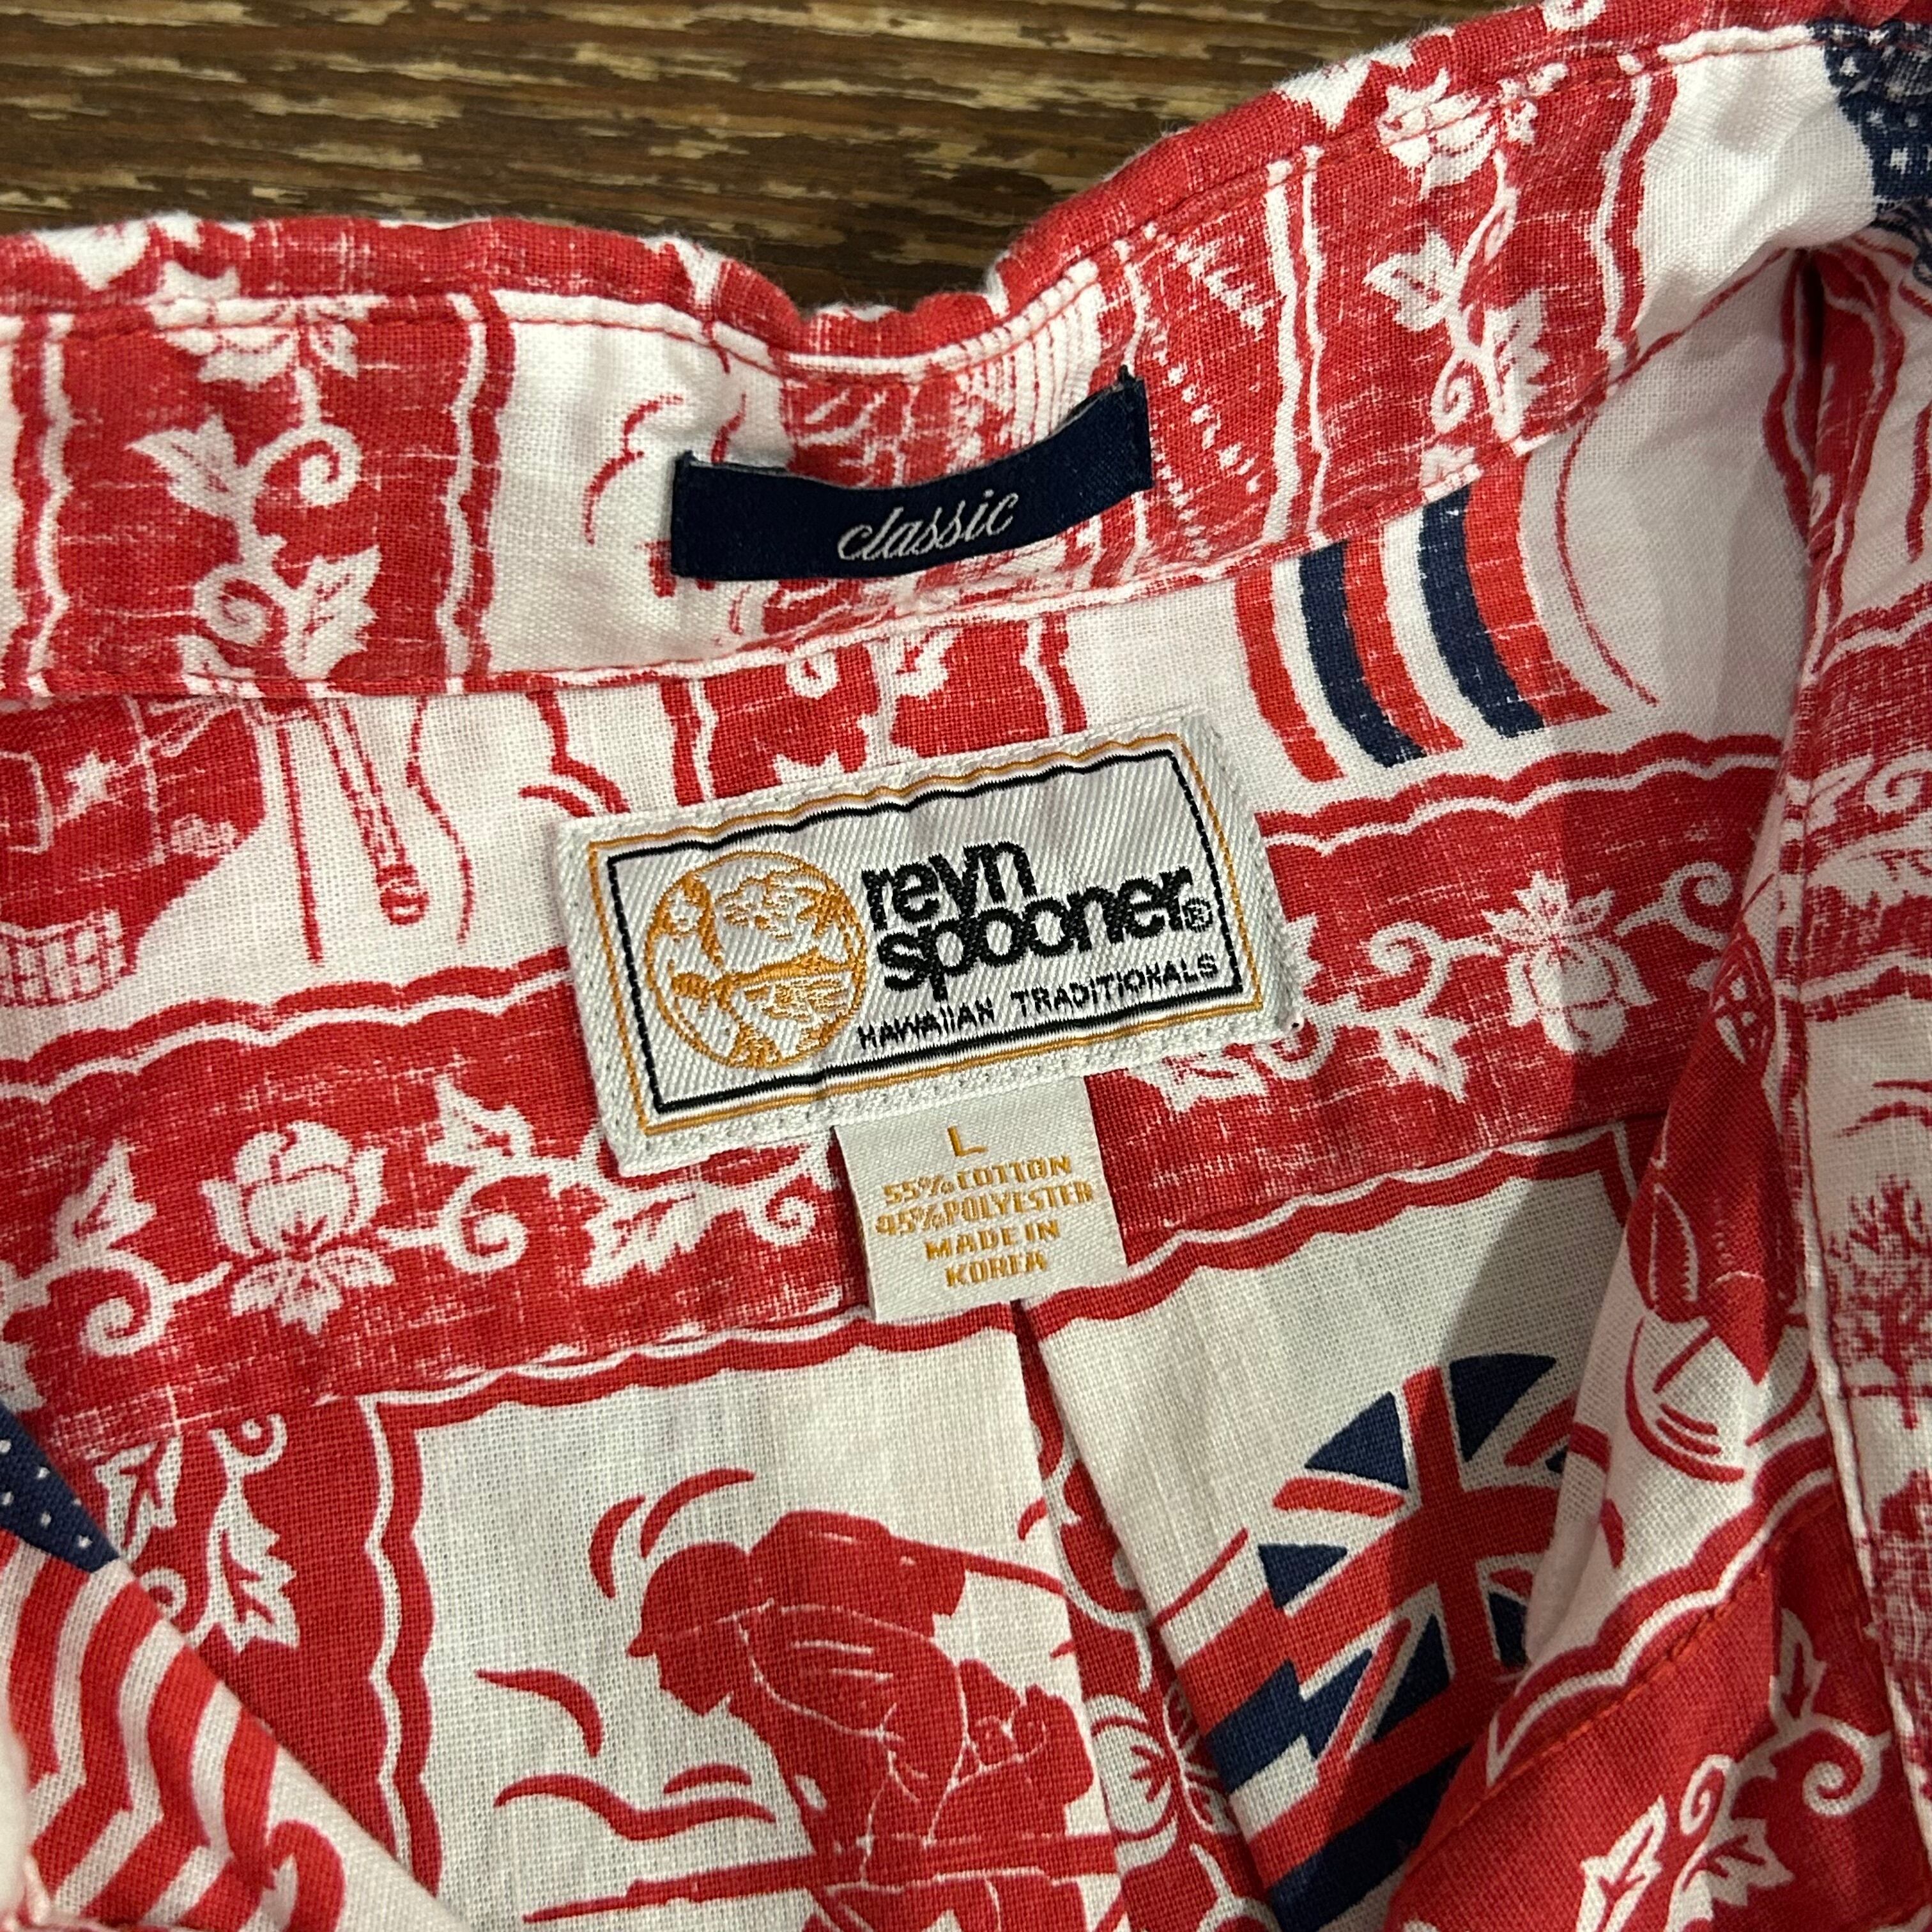 classic
reyn
spooner®
HAWAIIAN TRADITIONALS
L
55% COTTON
45% POLYESTER
MADE IN
KOREA